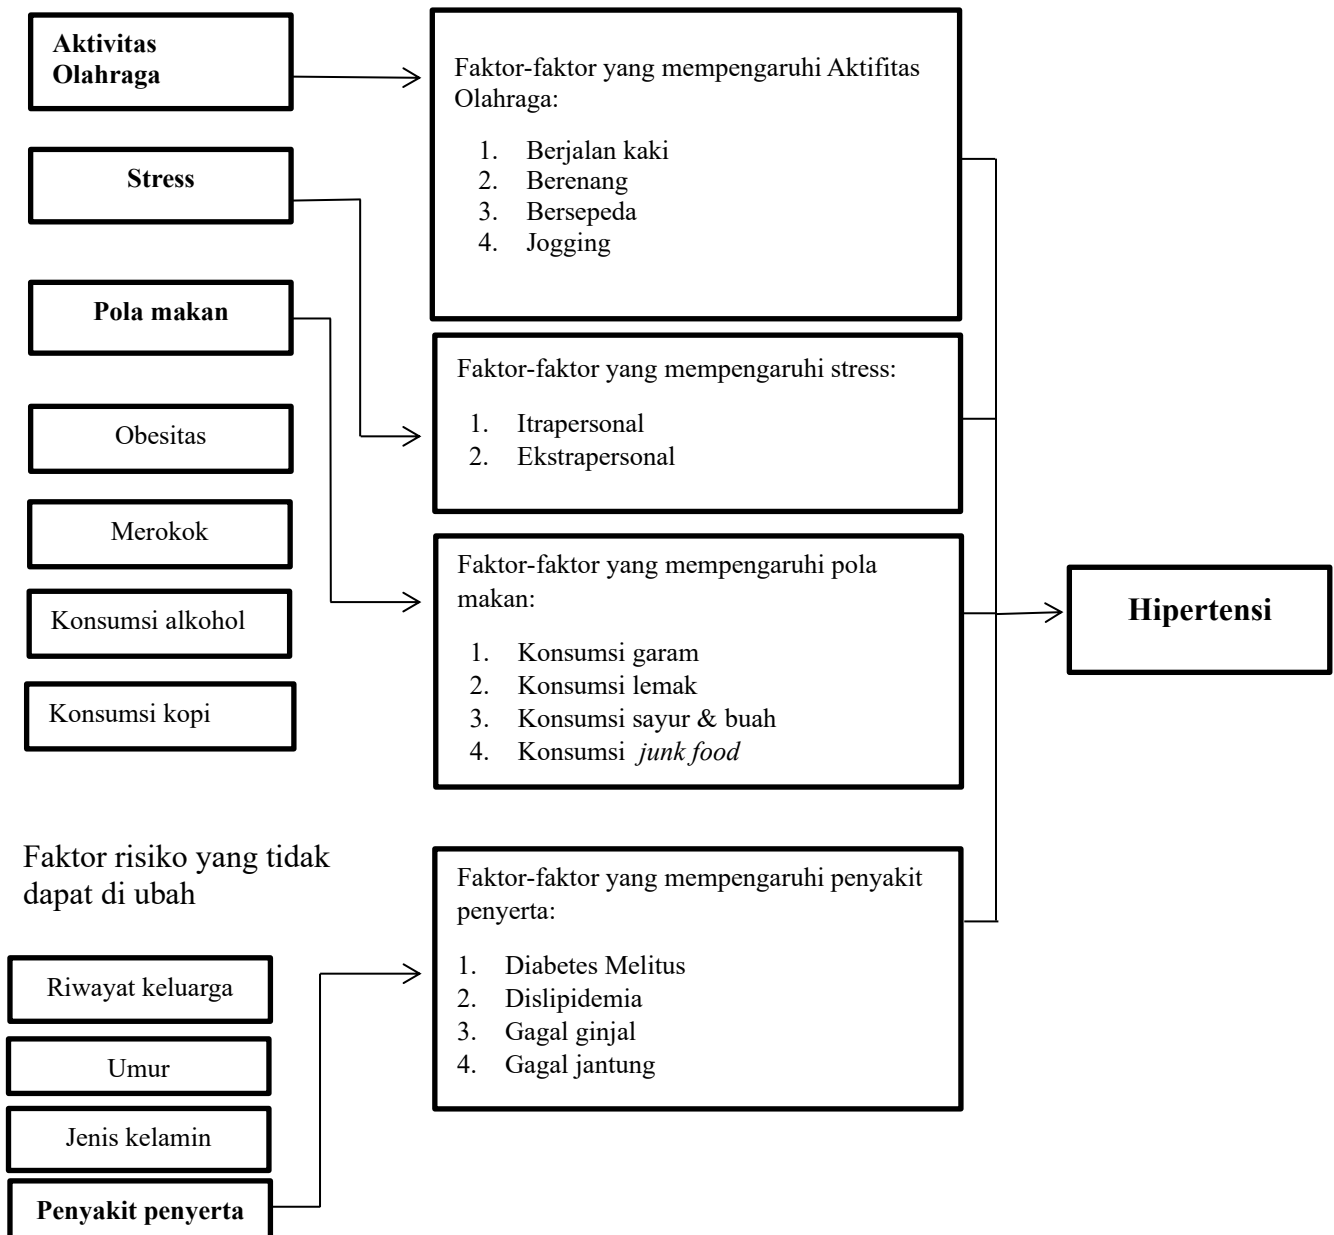 Aktivitas
Olahraga
Stress
Pola makan
Obesitas
Merokok
Konsumsi alkohol
Konsumsi kopi
Faktor risiko yang tidak
dapat di ubah
Riwayat keluarga
Umur
Jenis kelamin
Penyakit penyerta
Faktor-faktor yang mempengaruhi Aktifitas
Olahraga:
1. Berjalan kaki
2. Berenang
3. Bersepeda
4. Jogging
Faktor-faktor yang mempengaruhi stress:
1. Itrapersonal
2. Ekstrapersonal
Faktor-faktor yang mempengaruhi pola
makan:
1. Konsumsi garam
2. Konsumsi lemak
3. Konsumsi sayur & buah
4. Konsumsi junk food
Faktor-faktor yang mempengaruhi penyakit
penyerta:
1. Diabetes Melitus
2. Dislipidemia
3. Gagal ginjal
4. Gagal jantung
Hipertensi